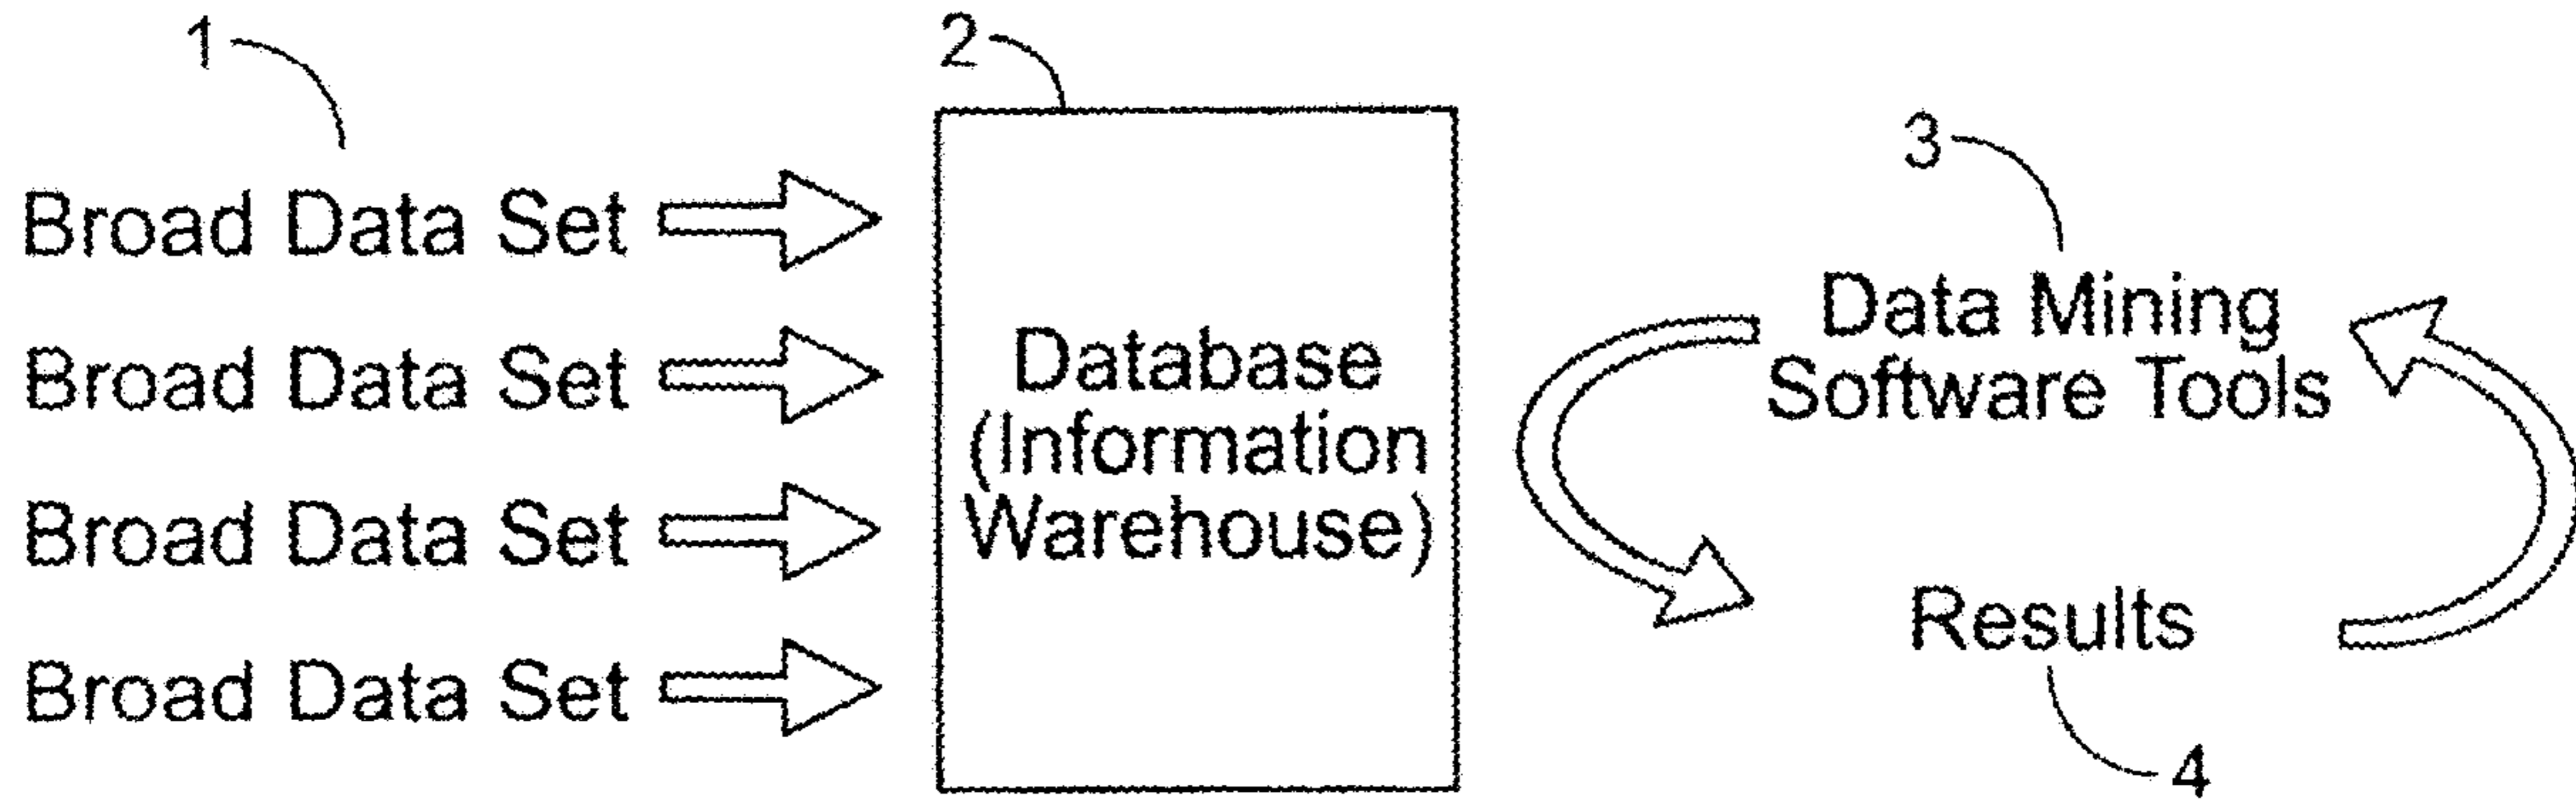 1
Broad Data Set
Broad Data Set
Broad Data Set
Broad Data Set
2
Database
(Information
Warehouse)
3
Data Mining
Software Tools
Results
4